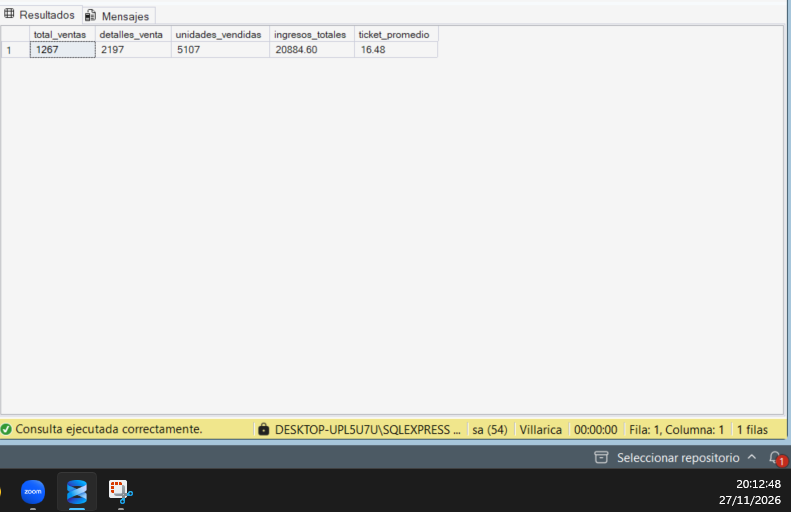 Resultados Mensajes
total_ventas detalles_venta unidades_vendidas ingresos_totales ticket_promedio
1 1267 2197 5107 20884.60 16.48
Consulta ejecutada correctamente. DESKTOP-UPL5U7U\SQLEXPRESS ... sa (54) Villarica 00:00:00 Fila: 1, Columna: 1 1 filas
Seleccionar repositorio 1
zoom
20:12:48
27/11/2026